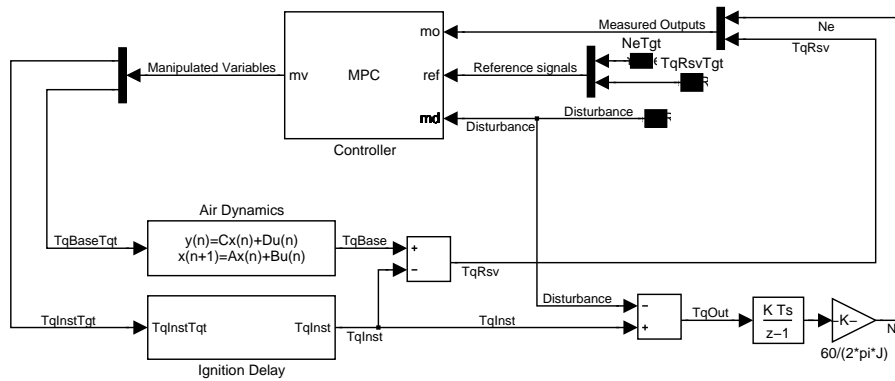 Measured Outputs
Ne
mo
NeTgt
TqRsv
Manipulated Variables
mv
MPC
ref
Reference signals
TqRsvTgt
md
Disturbance
Disturbance
Controller
Air Dynamics
TqBaseTqt
y(n)=Cx(n)+Du(n)
x(n+1)=Ax(n)+Bu(n)
TqBase
+
−
TqRsv
Disturbance
−
+
TqInstTgt
TqInstTqt
TqInst
TqInst
TqInst
TqOut
K Ts
z−1
−K−
N
60/(2*pi*J)
Ignition Delay